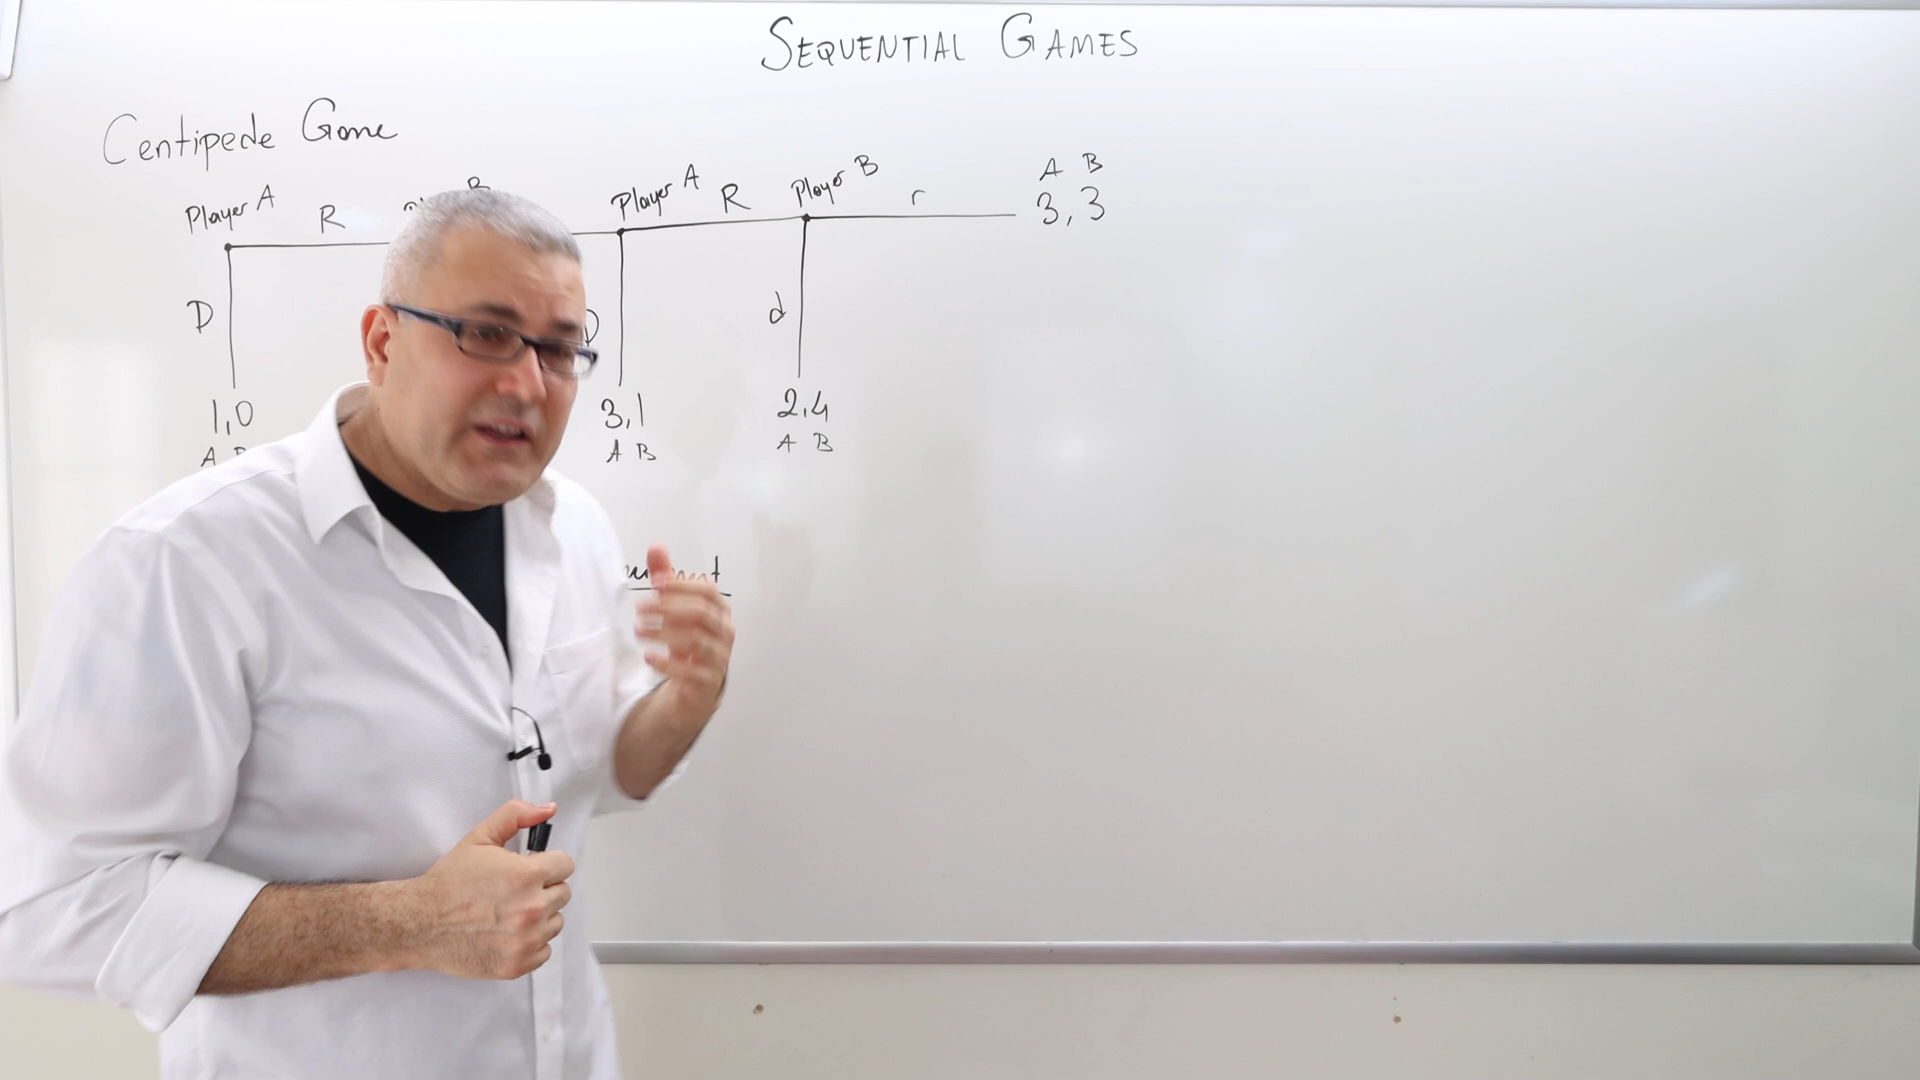 SEQUENTIAL GAMES
Centipede Game
Player A R B Player A R Player B r A B
3, 3
D D d
1,0 3,1 2,4
A A B A B